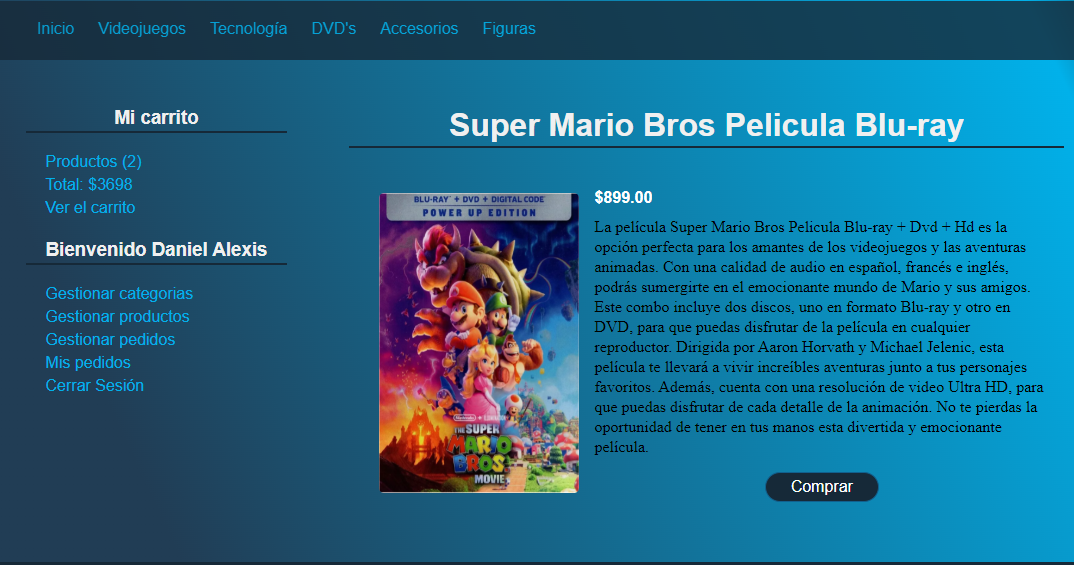 Inicio Videojuegos Tecnología DVD's Accesorios Figuras
Mi carrito
Productos (2)
Total: $3698
Ver el carrito
Bienvenido Daniel Alexis
Gestionar categorias
Gestionar productos
Gestionar pedidos
Mis pedidos
Cerrar Sesión
Super Mario Bros Pelicula Blu-ray
BLU-RAY + DVD + DIGITAL CODE
POWER UP EDITION
THE SUPER
MARIO
BROS
MOVIE
$899.00
La película Super Mario Bros Pelicula Blu-ray + Dvd + Hd es la
opción perfecta para los amantes de los videojuegos y las aventuras
animadas. Con una calidad de audio en español, francés e inglés,
podrás sumergirte en el emocionante mundo de Mario y sus amigos.
Este combo incluye dos discos, uno en formato Blu-ray y otro en
DVD, para que puedas disfrutar de la película en cualquier
reproductor. Dirigida por Aaron Horvath y Michael Jelenic, esta
película te llevará a vivir increíbles aventuras junto a tus personajes
favoritos. Además, cuenta con una resolución de video Ultra HD, para
que puedas disfrutar de cada detalle de la animación. No te pierdas la
oportunidad de tener en tus manos esta divertida y emocionante
película.
Comprar